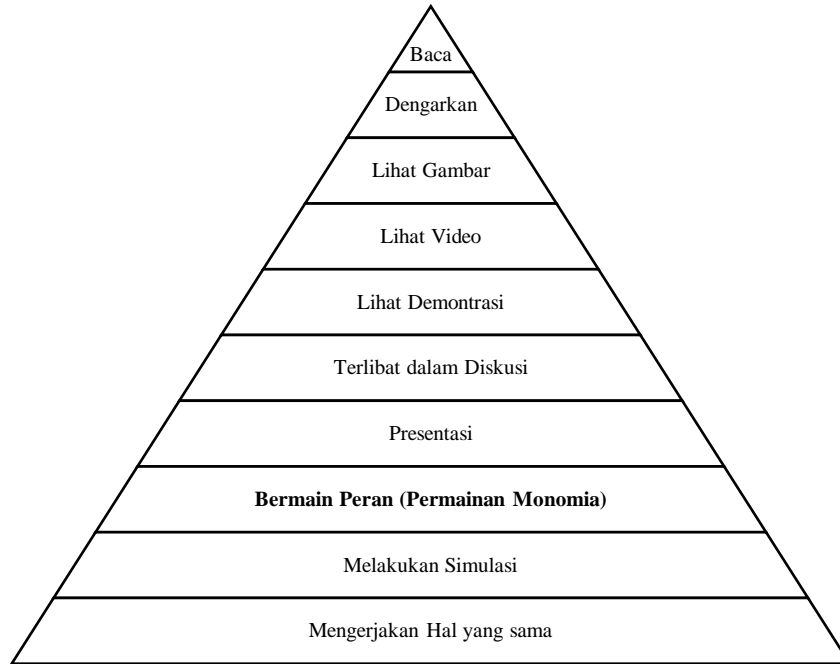 Baca
Dengarkan
Lihat Gambar
Lihat Video
Lihat Demontrasi
Terlibat dalam Diskusi
Presentasi
Bermain Peran (Permainan Monomia)
Melakukan Simulasi
Mengerjakan Hal yang sama